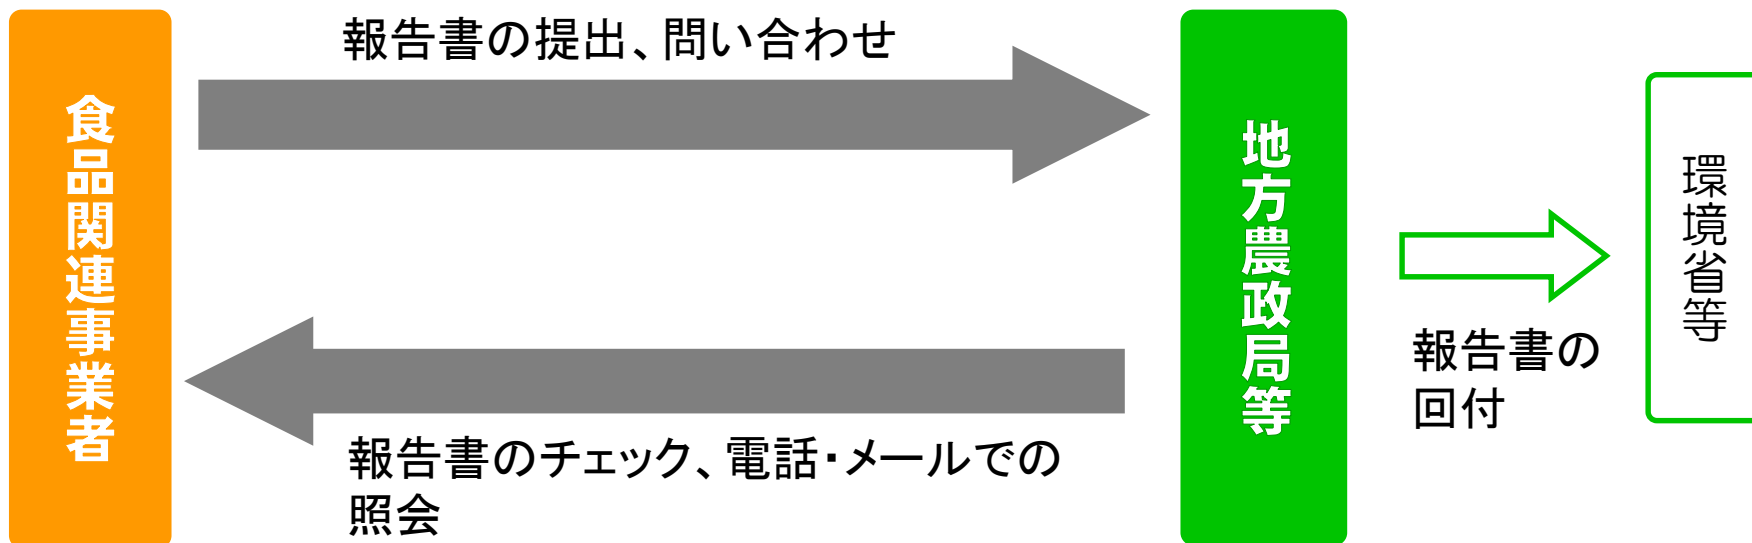 報告書の提出、問い合わせ
食品関連事業者
地方農政局等
環境省等
報告書の
回付
報告書のチェック、電話・メールでの
照会